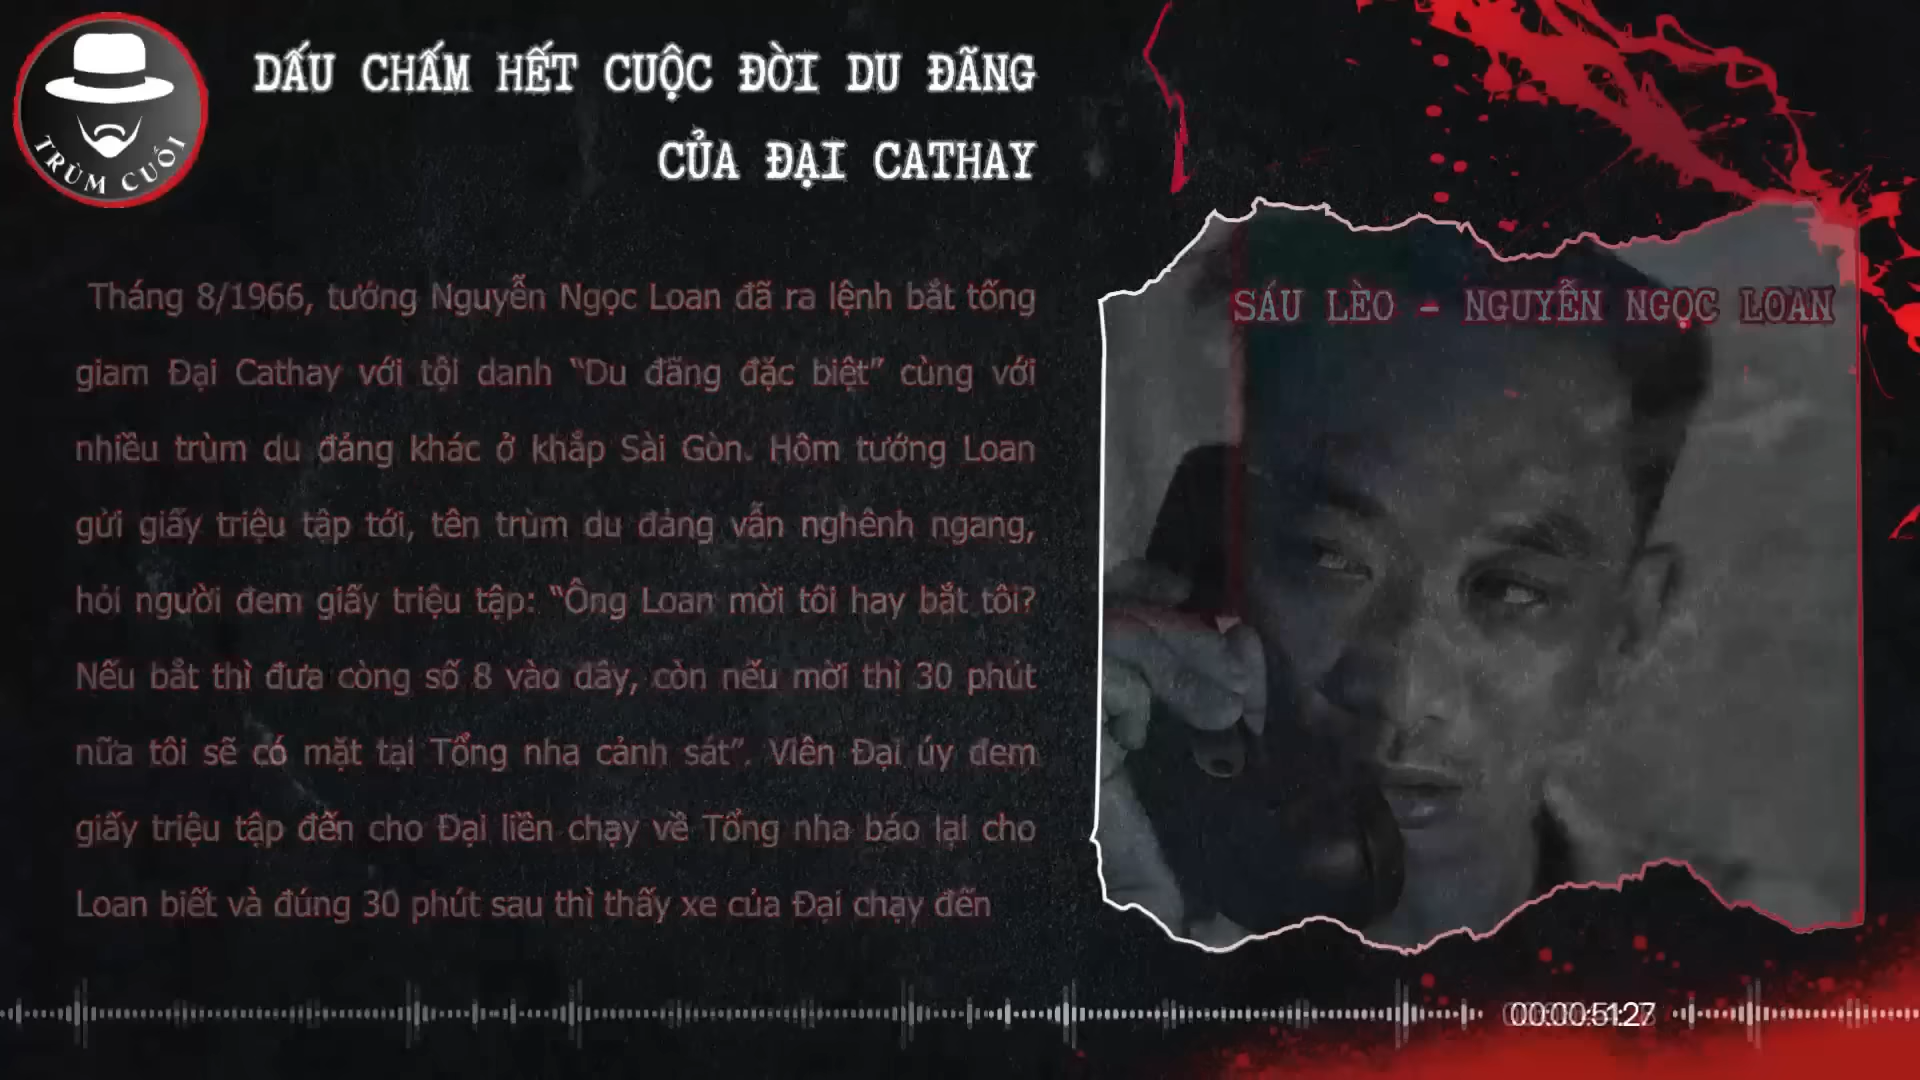 TRÙM CUỐI
DẤU CHẤM HẾT CUỘC ĐỜI DU ĐÃNG
CỦA ĐẠI CATHAY
Tháng 8/1966, tướng Nguyễn Ngọc Loan đã ra lệnh bắt tống
giam Đại Cathay với tội danh “Du đãng đặc biệt” cùng với
nhiều trùm du đảng khác ở khắp Sài Gòn. Hôm tướng Loan
gửi giấy triệu tập tới, tên trùm du đảng vẫn nghênh ngang,
hỏi người đem giấy triệu tập: “Ông Loan mời tôi hay bắt tôi?
Nếu bắt thì đưa còng số 8 vào đây, còn nếu mời thì 30 phút
nữa tôi sẽ có mặt tại Tổng nha cảnh sát”. Viên Đại úy đem
giấy triệu tập đến cho Đại liền chạy về Tổng nha báo lại cho
Loan biết và đúng 30 phút sau thì thấy xe của Đại chạy đến
SÁU LÈO - NGUYỄN NGỌC LOAN
00:00:51:27